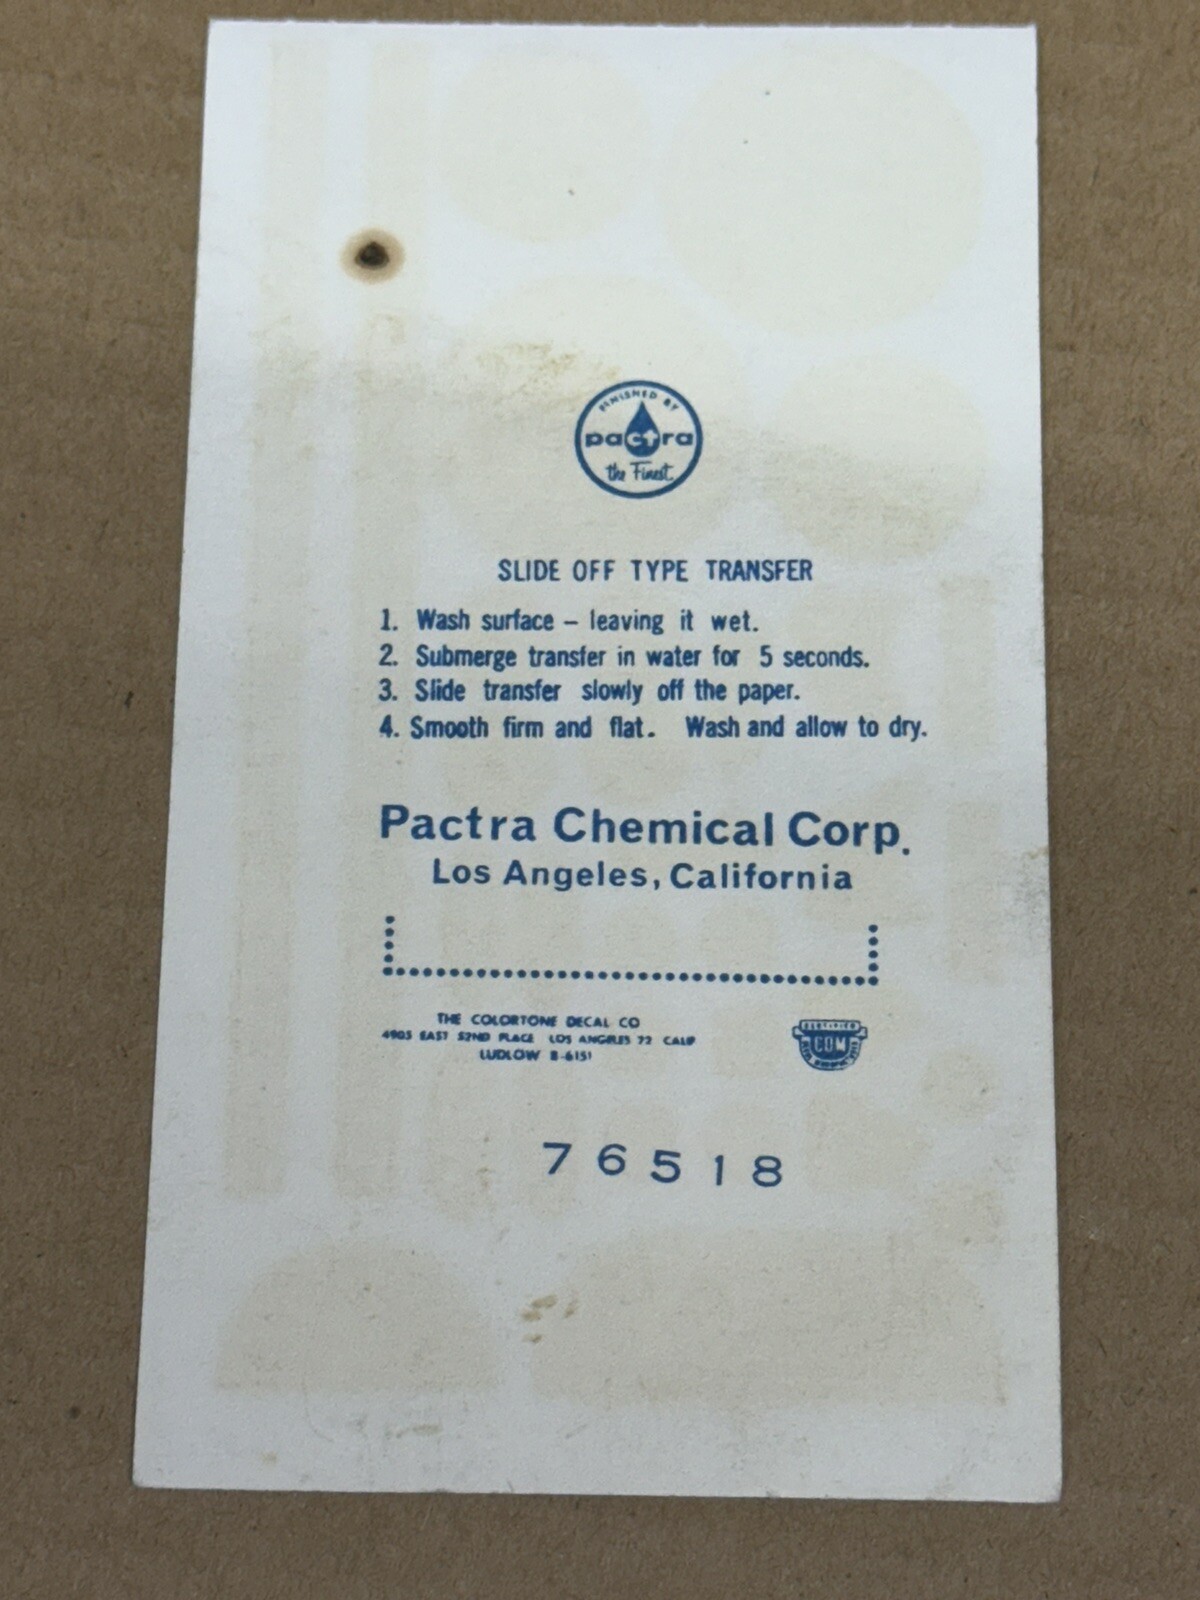 FINISHED BY
pactra
the Finest.
SLIDE OFF TYPE TRANSFER
1. Wash surface – leaving it wet.
2. Submerge transfer in water for 5 seconds.
3. Slide transfer slowly off the paper.
4. Smooth firm and flat. Wash and allow to dry.
Pactra Chemical Corp.
Los Angeles, California
THE COLORTONE DECAL CO
4905 EAST 52ND PLACE LOS ANGELES 22 CALIF
LUDLOW 8-6151
CERTIFIED
76518